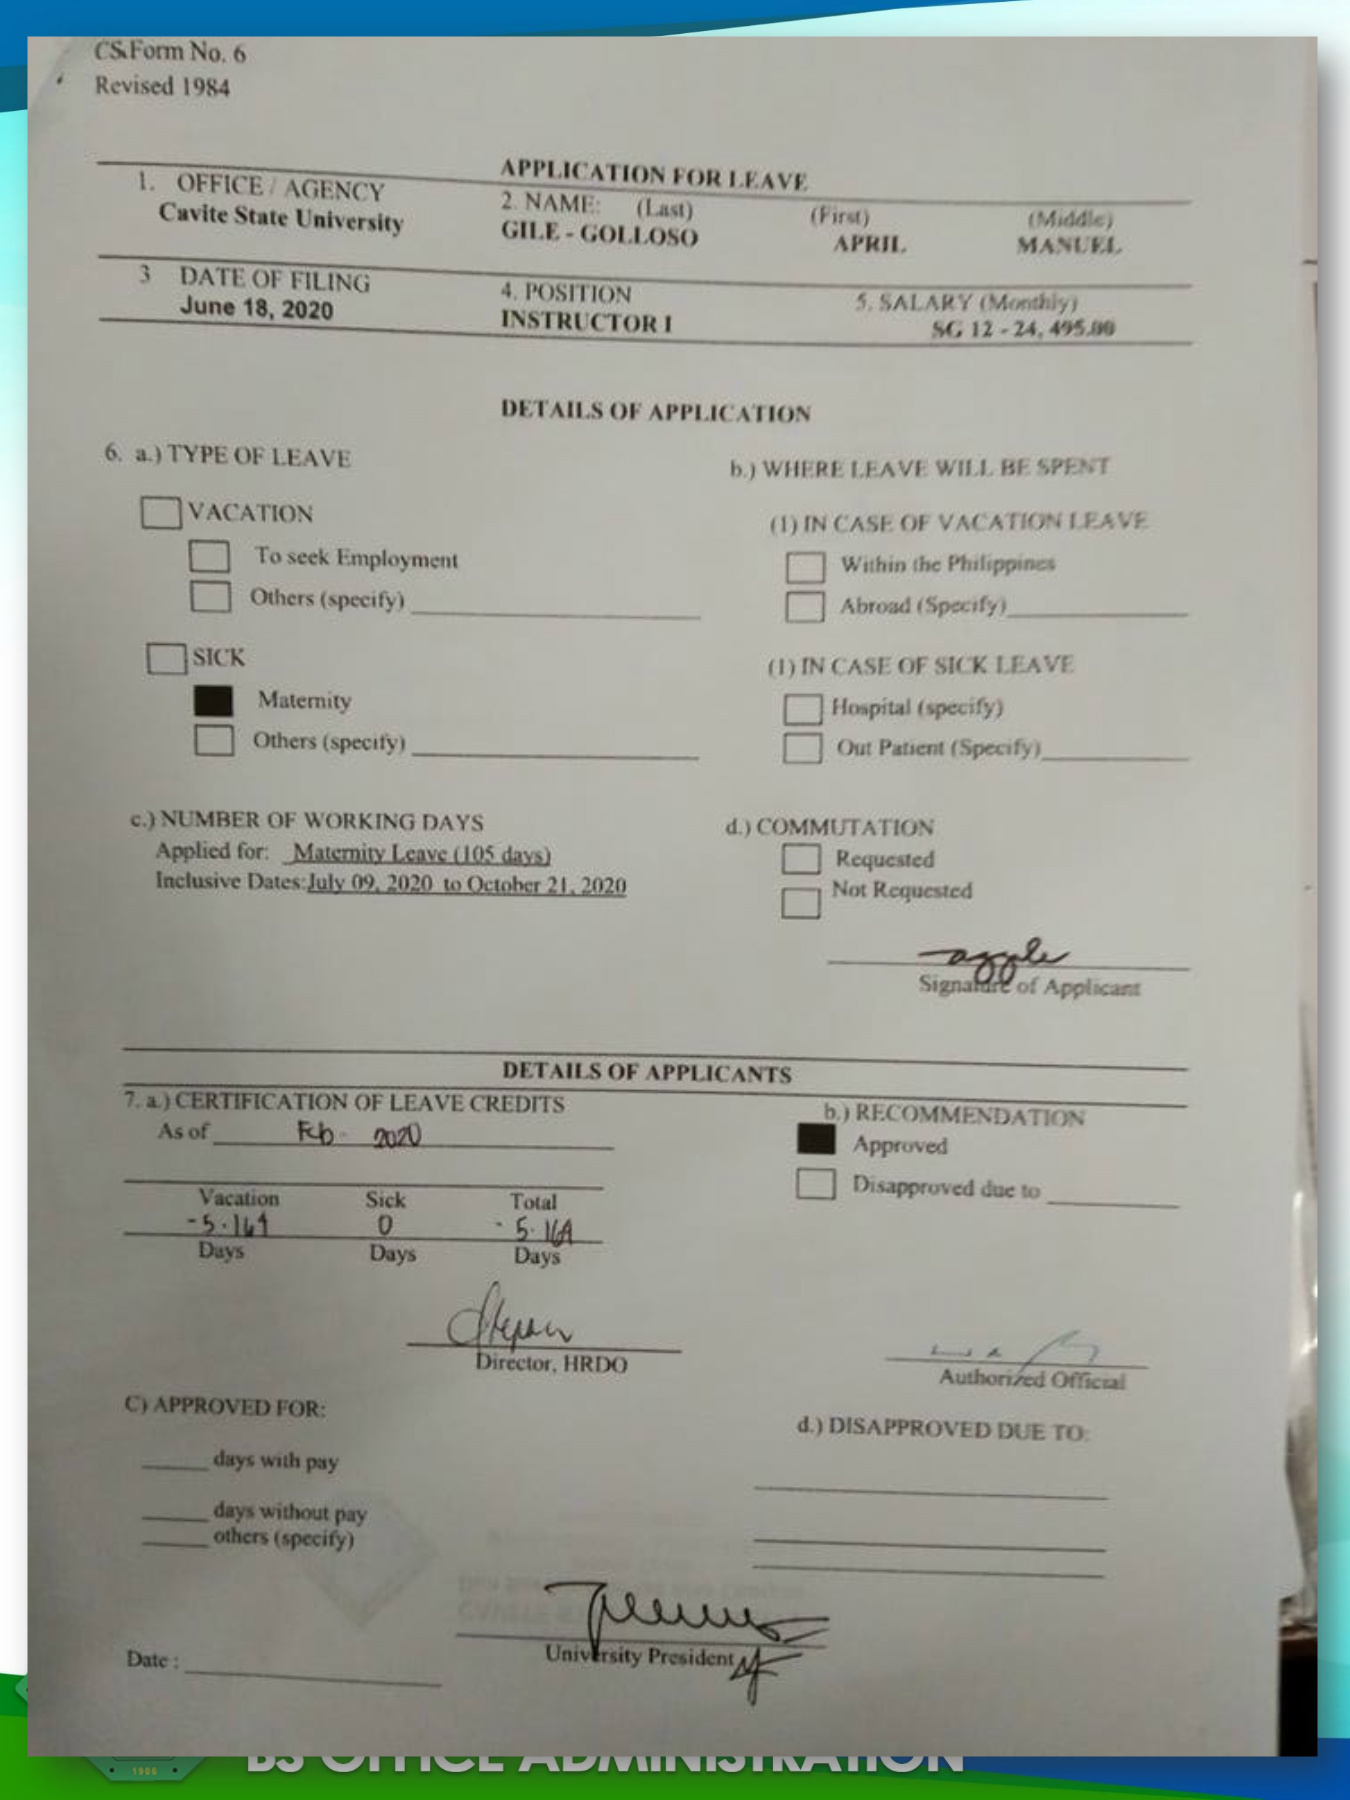 CS Form No. 6
Revised 1984
APPLICATION FOR LEAVE
1. OFFICE / AGENCY
Cavite State University
2. NAME: (Last) (First) (Middle)
GILE - GOLLOSO APRIL MANUEL
3 DATE OF FILING
June 18, 2020
4. POSITION
INSTRUCTOR I
5. SALARY (Monthly)
SG 12 - 24, 495.00
DETAILS OF APPLICATION
6. a.) TYPE OF LEAVE
VACATION
To seek Employment
Others (specify)
SICK
Maternity
Others (specify)
b.) WHERE LEAVE WILL BE SPENT
(1) IN CASE OF VACATION LEAVE
Within the Philippines
Abroad (Specify)
(1) IN CASE OF SICK LEAVE
Hospital (specify)
Out Patient (Specify)
c.) NUMBER OF WORKING DAYS
Applied for: Maternity Leave (105 days)
Inclusive Dates: July 09, 2020 to October 21, 2020
d.) COMMUTATION
Requested
Not Requested
Signature of Applicant
DETAILS OF APPLICANTS
7. a.) CERTIFICATION OF LEAVE CREDITS
As of Feb. 2020
Vacation Sick Total
-5.169 0 -5.169
Days Days Days
Director, HRDO
b.) RECOMMENDATION
Approved
Disapproved due to
Authorized Official
C) APPROVED FOR:
days with pay
days without pay
others (specify)
d.) DISAPPROVED DUE TO:
University President
Date :
1906
BS OFFICE ADMINISTRATION